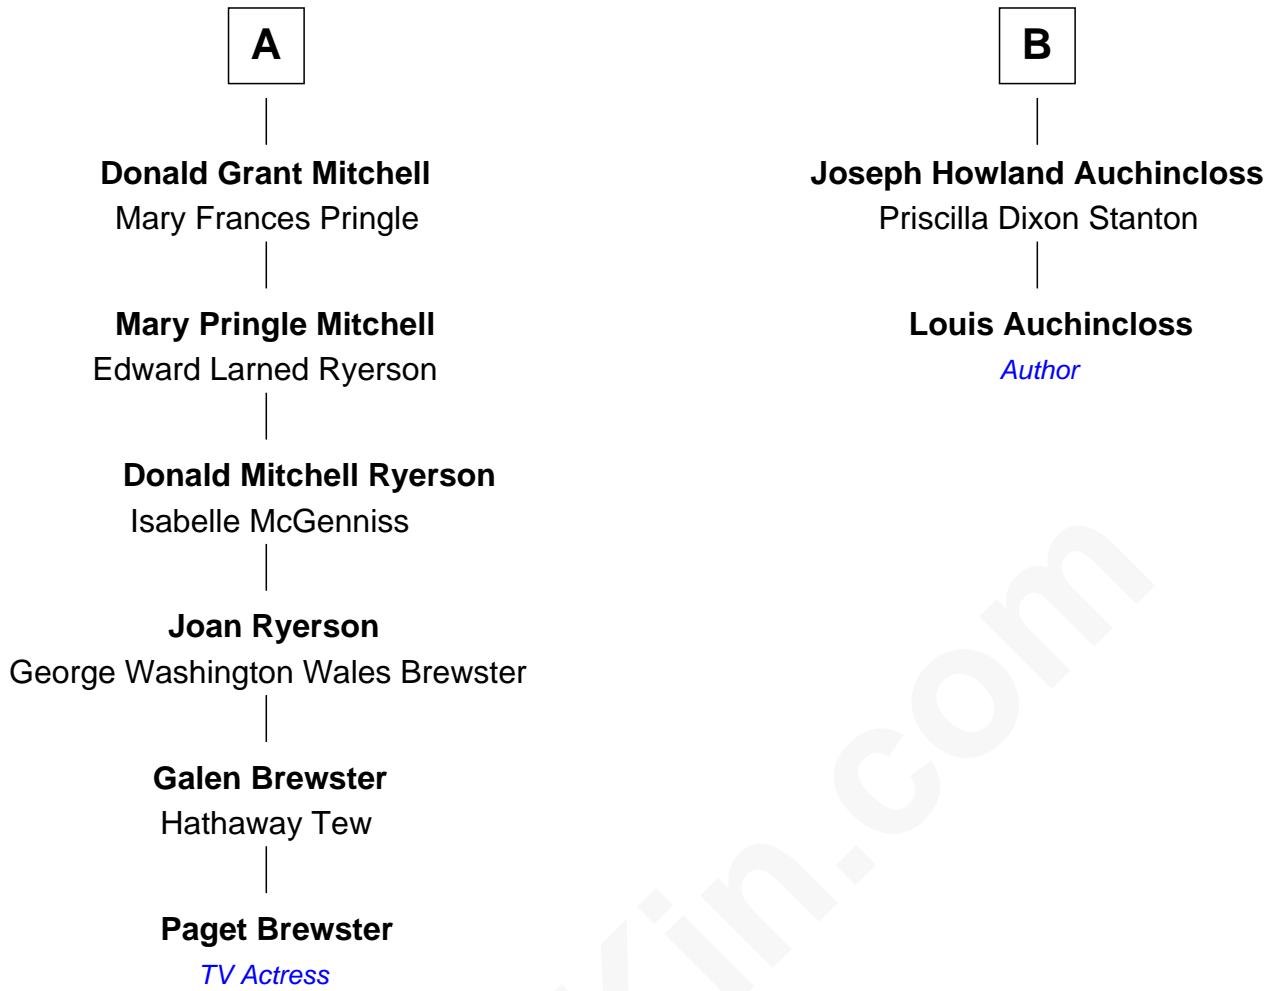 A
Donald Grant Mitchell
Mary Frances Pringle
Mary Pringle Mitchell
Edward Larned Ryerson
Donald Mitchell Ryerson
Isabelle McGenniss
Joan Ryerson
George Washington Wales Brewster
Galen Brewster
Hathaway Tew
Paget Brewster
TV Actress
B
Joseph Howland Auchincloss
Priscilla Dixon Stanton
Louis Auchincloss
Author
Kin.com